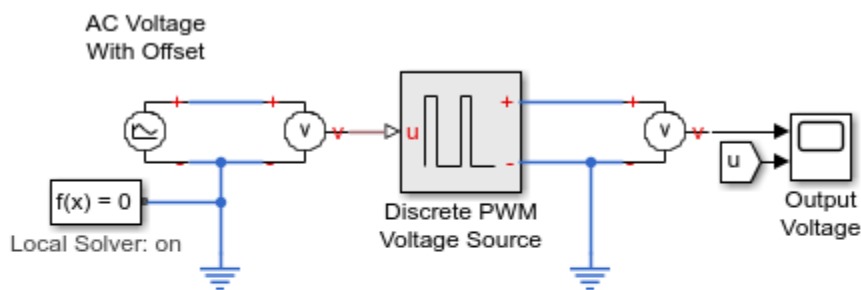 AC Voltage
With Offset
+ + + +
V v u + V v
- - - -
u
f(x) = 0
Local Solver: on
Discrete PWM
Voltage Source
Output
Voltage